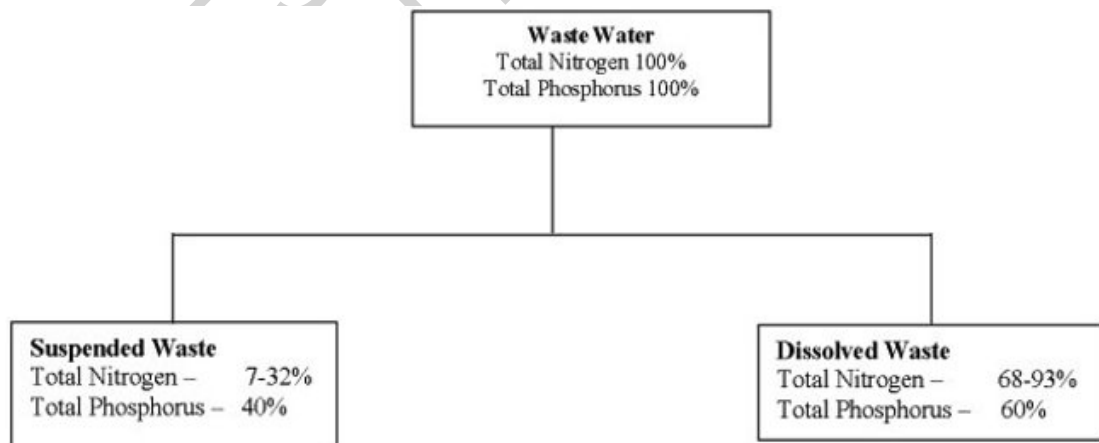 Waste Water
Total Nitrogen 100%
Total Phosphorus 100%
Suspended Waste
Total Nitrogen – 7-32%
Total Phosphorus – 40%
Dissolved Waste
Total Nitrogen – 68-93%
Total Phosphorus – 60%